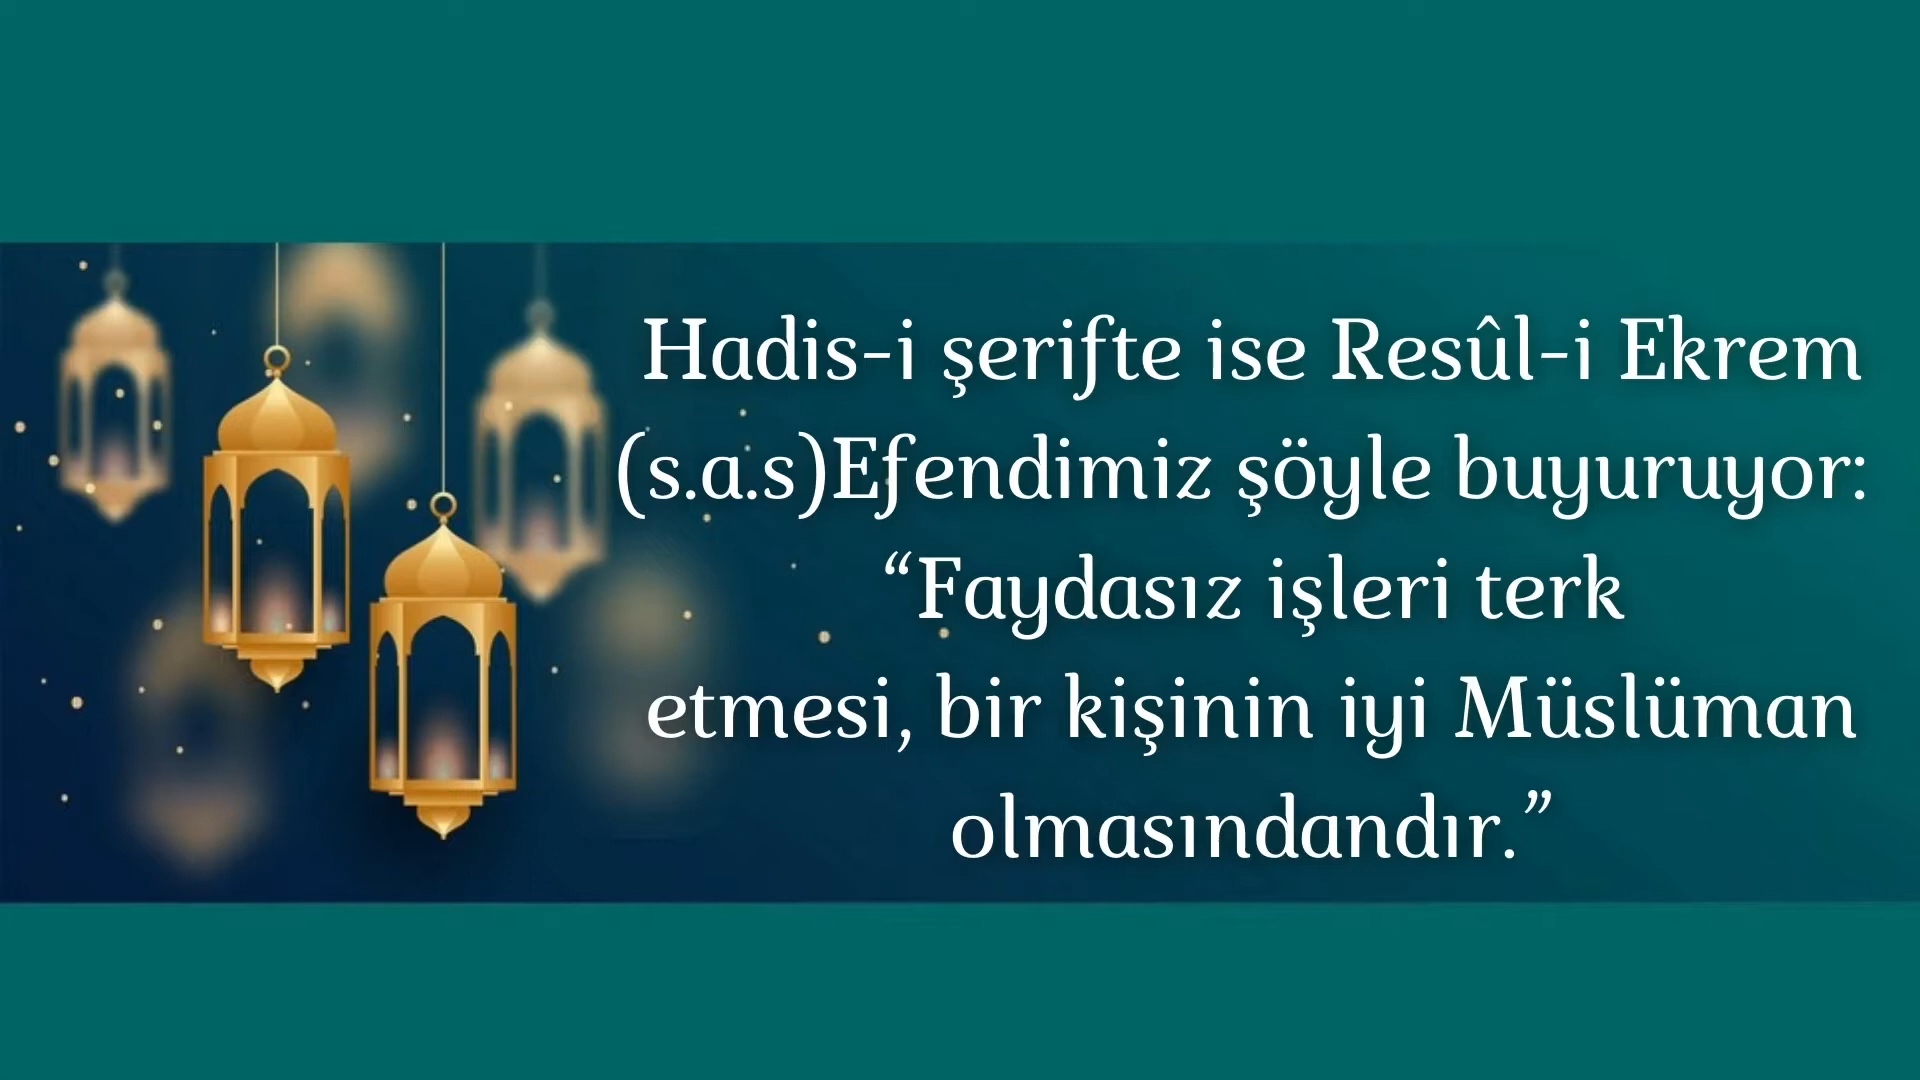 Hadis-i şerifte ise Resûl-i Ekrem
(s.a.s)Efendimiz şöyle buyuruyor:
“Faydasız işleri terk
etmesi, bir kişinin iyi Müslüman
olmasındandır.”